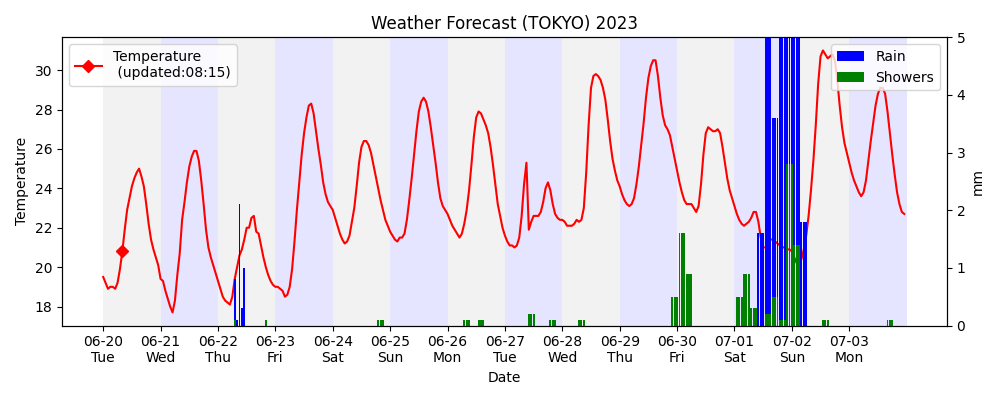 Weather Forecast (TOKYO) 2023
Temperature
(updated:08:15)
Rain
Showers
30
28
26
24
22
20
18
Temperature
5
4
3
2
1
0
mm
06-20 06-21 06-22 06-23 06-24 06-25 06-26 06-27 06-28 06-29 06-30 07-01 07-02 07-03
Tue Wed Thu Fri Sat Sun Mon Tue Wed Thu Fri Sat Sun Mon
Date